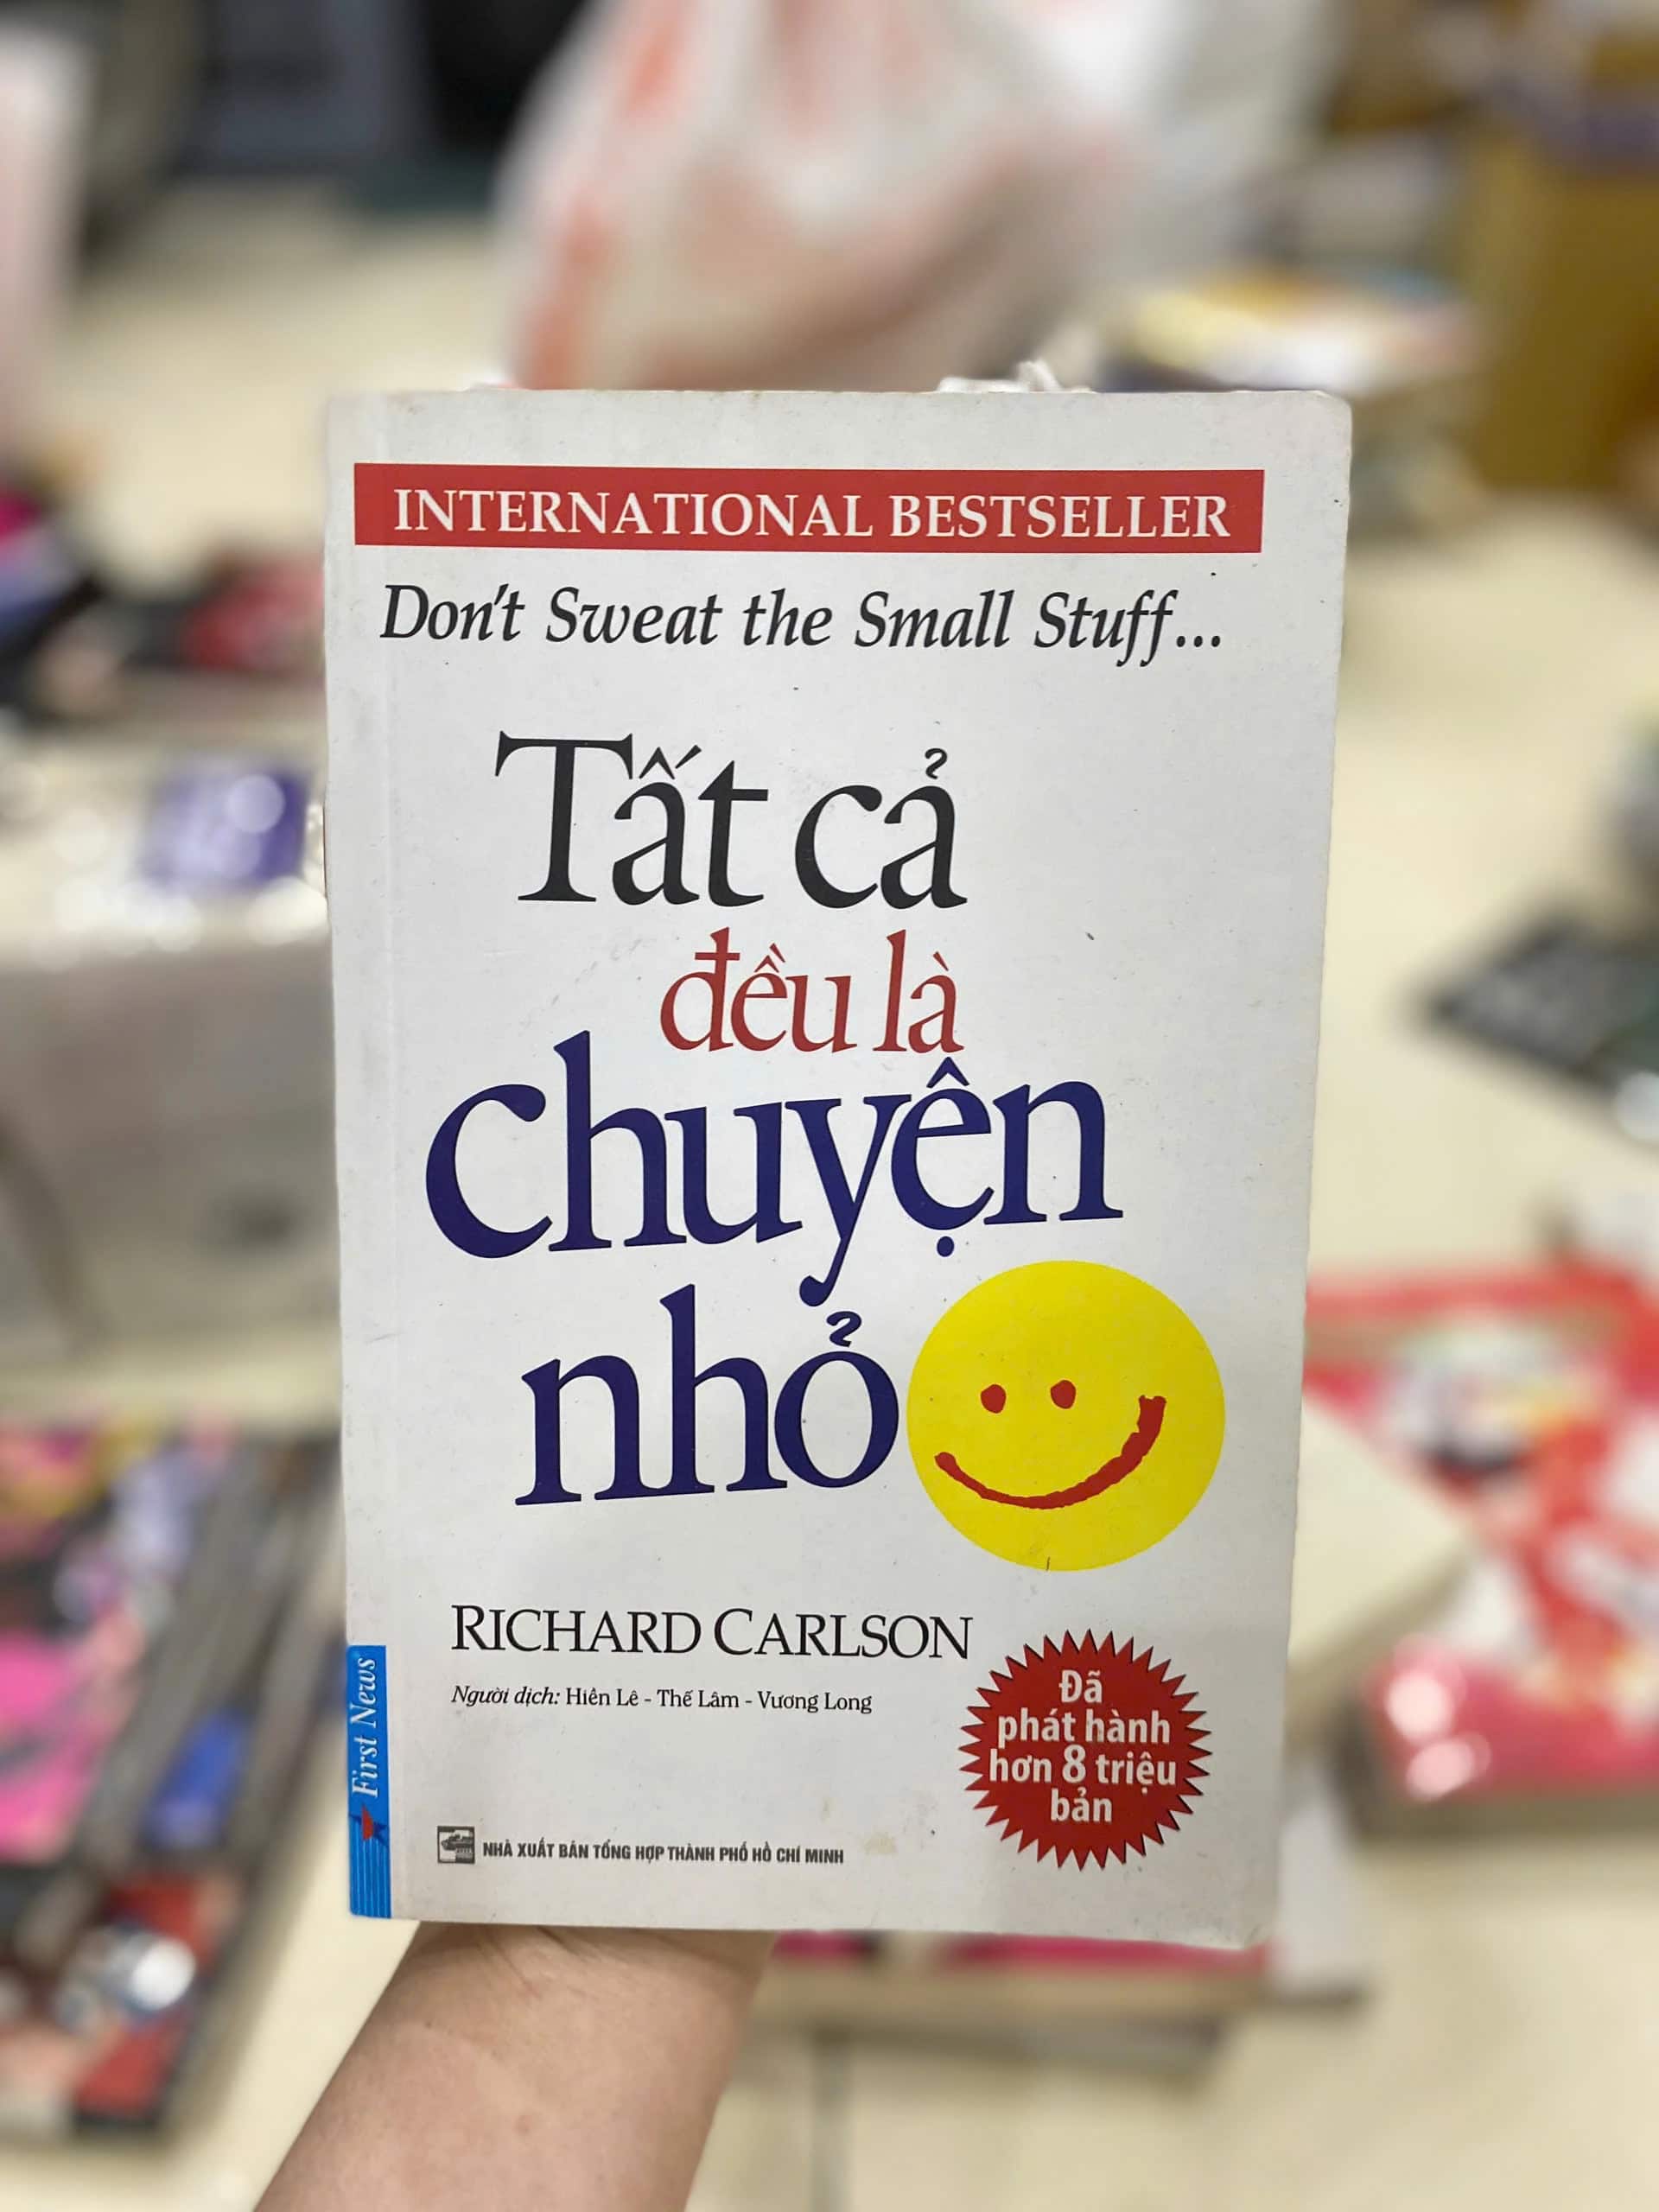 INTERNATIONAL BESTSELLER
Don't Sweat the Small Stuff...
Tất cả
đều là
chuyện
nhỏ
RICHARD CARLSON
Người dịch: Hiền Lê - Thế Lâm - Vương Long
Đã
phát hành
hơn 8 triệu
bản
First News
NHÀ XUẤT BẢN TỔNG HỢP THÀNH PHỐ HỒ CHÍ MINH